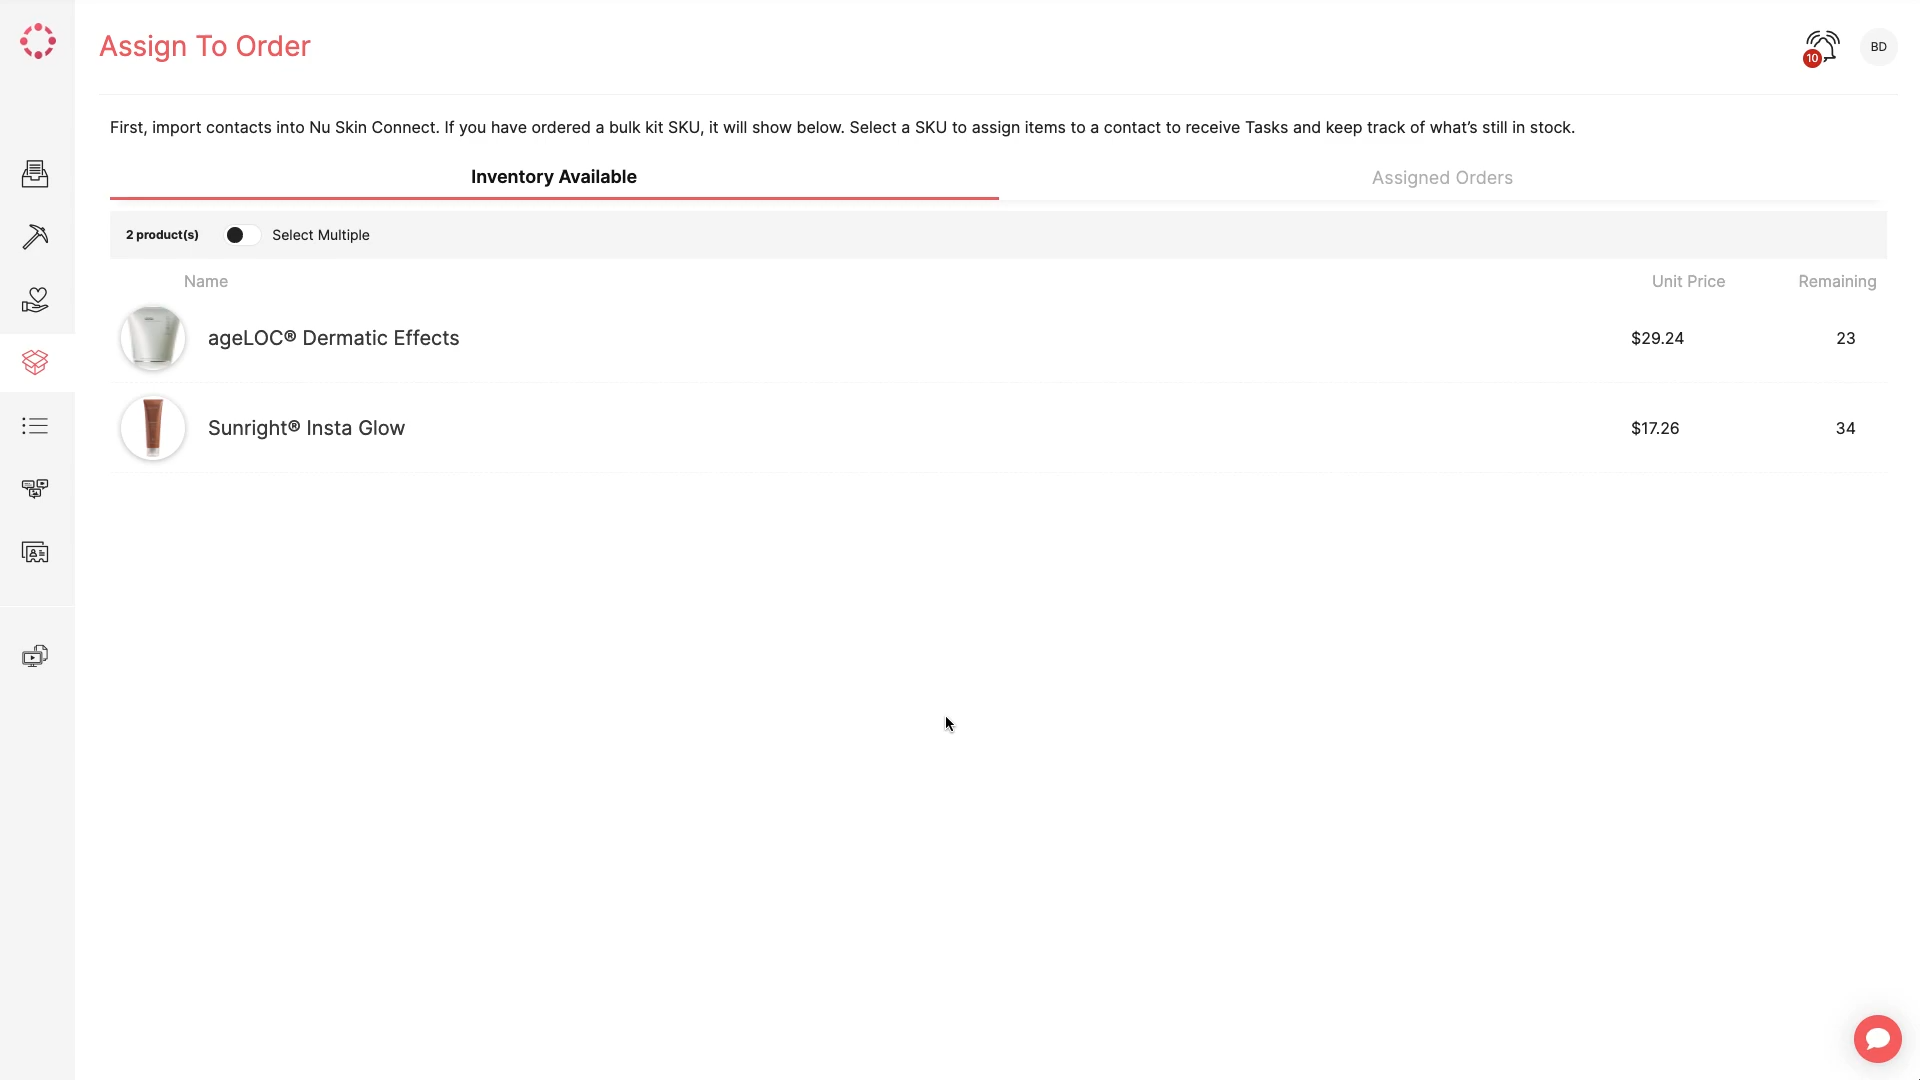 Assign To Order
10
BD
First, import contacts into Nu Skin Connect. If you have ordered a bulk kit SKU, it will show below. Select a SKU to assign items to a contact to receive Tasks and keep track of what's still in stock.
Inventory Available
Assigned Orders
2 product(s)
Select Multiple
Name
Unit Price
Remaining
ageLOC® Dermatic Effects
$29.24
23
Sunright® Insta Glow
$17.26
34